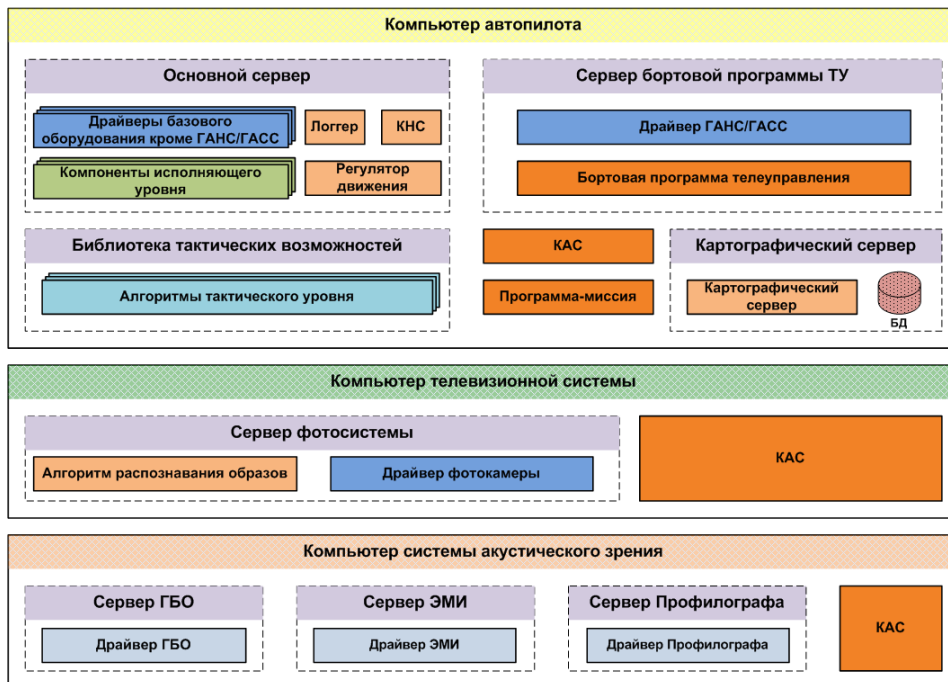 Компьютер автопилота
Основной сервер
Сервер бортовой программы ТУ
Драйверы базового
оборудования кроме ГАНС/ГАСС
Логгер
КНС
Драйвер ГАНС/ГАСС
Компоненты исполняющего
уровня
Регулятор
движения
Бортовая программа телеуправления
Библиотека тактических возможностей
КАС
Картографический сервер
Алгоритмы тактического уровня
Программа-миссия
Картографический
сервер
БД
Компьютер телевизионной системы
Сервер фотосистемы
КАС
Алгоритм распознавания образов
Драйвер фотокамеры
Компьютер системы акустического зрения
Сервер ГБО
Сервер ЭМИ
Сервер Профилографа
КАС
Драйвер ГБО
Драйвер ЭМИ
Драйвер Профилографа